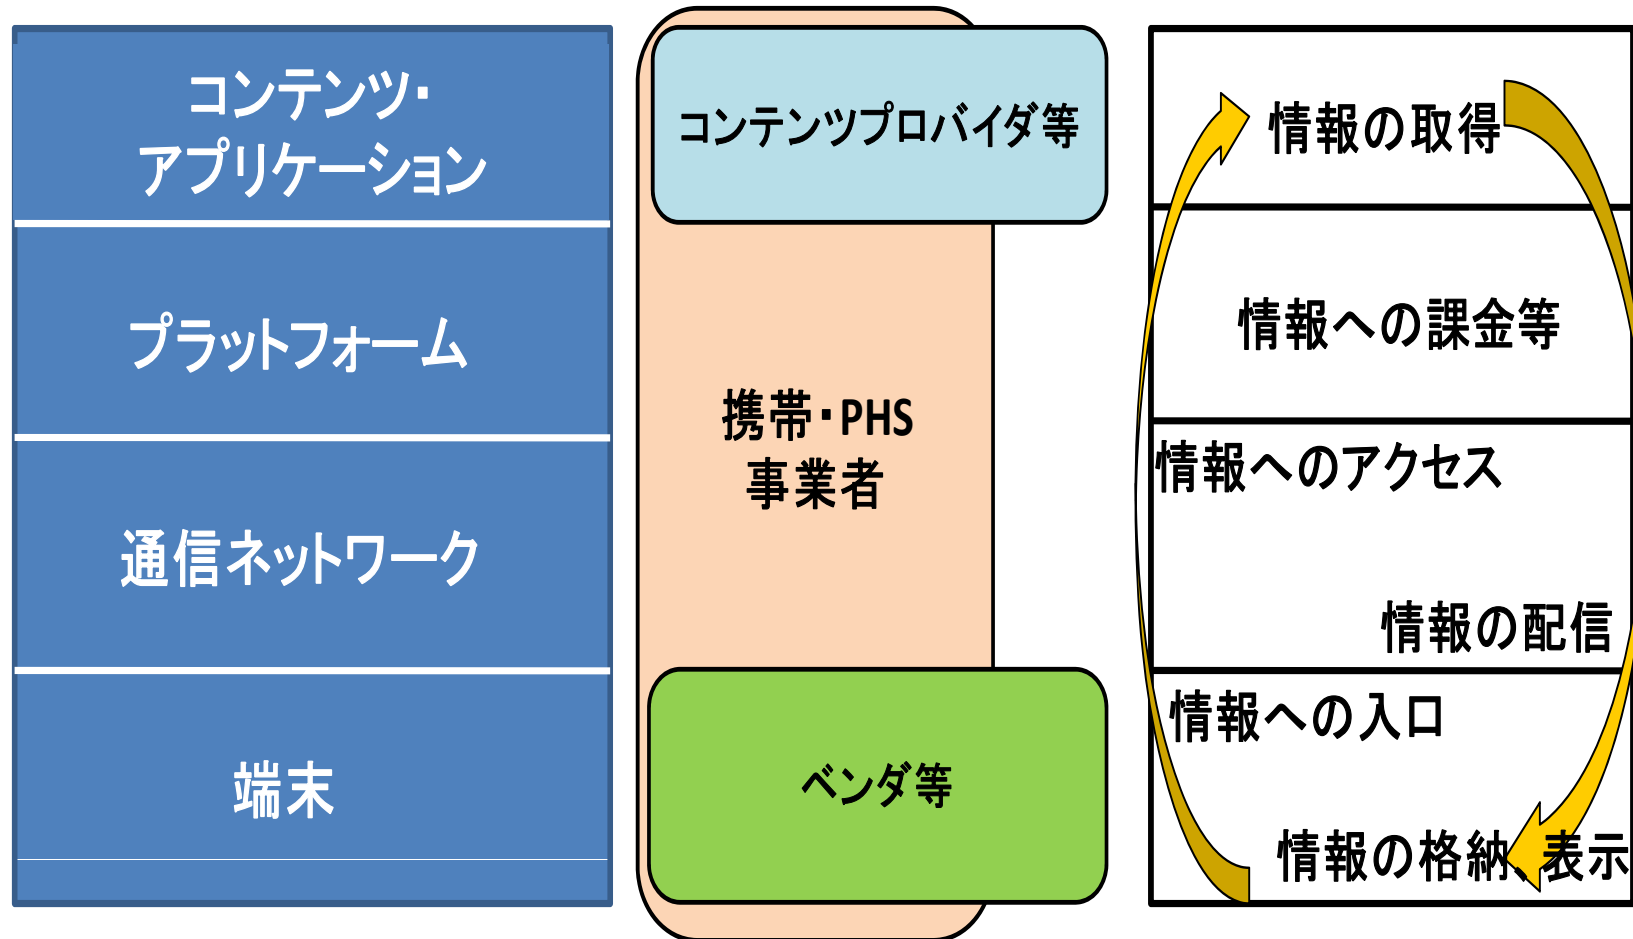 コンテンツ・
アプリケーション
プラットフォーム
通信ネットワーク
端末
コンテンツプロバイダ等
携帯・PHS
事業者
ベンダ等
情報の取得
情報への課金等
情報へのアクセス
情報の配信
情報への入口
情報の格納、表示